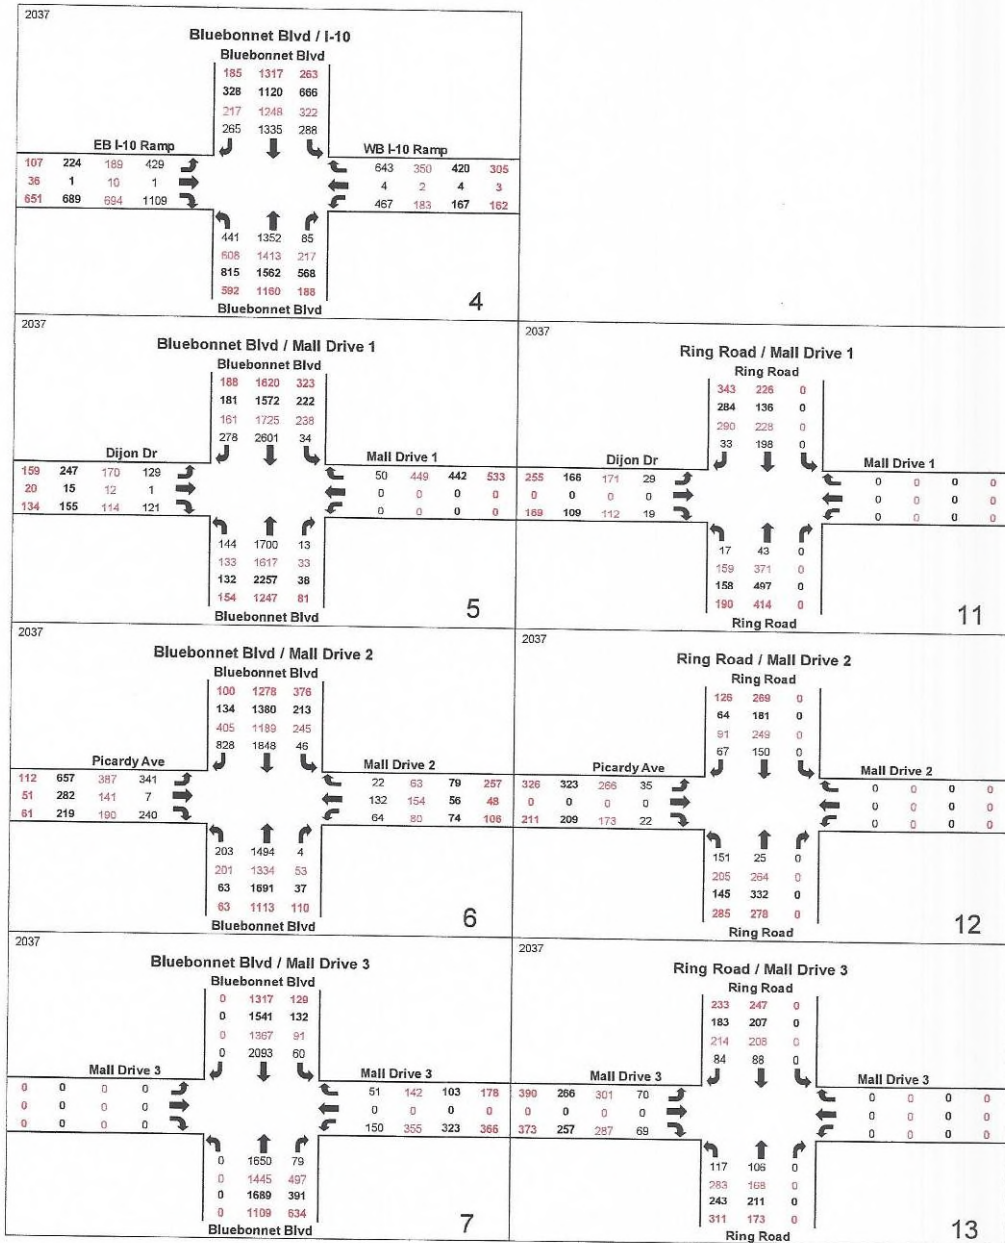 2037
Bluebonnet Blvd / I-10
Bluebonnet Blvd
185 1317 263
328 1120 666
217 1248 322
265 1335 288
EB I-10 Ramp WB I-10 Ramp
107 224 189 429 643 350 420 305
36 1 10 1 4 2 4 3
651 689 694 1109 467 183 167 162
441 1352 85
608 1413 217
815 1562 568
592 1160 188
Bluebonnet Blvd
4
2037
Bluebonnet Blvd / Mall Drive 1
Bluebonnet Blvd
188 1620 323
181 1572 222
161 1725 238
278 2601 34
Dijon Dr Mall Drive 1
159 247 170 129 50 449 442 533
20 15 12 1 0 0 0 0
134 155 114 121 0 0 0 0
144 1700 13
133 1617 33
132 2257 38
154 1247 81
Bluebonnet Blvd
5
2037
Ring Road / Mall Drive 1
Ring Road
343 226 0
284 136 0
290 228 0
33 198 0
Dijon Dr Mall Drive 1
255 166 171 29 0 0 0 0
0 0 0 0 0 0 0 0
169 109 112 19 0 0 0 0
17 43 0
159 371 0
158 497 0
190 414 0
Ring Road
11
2037
Bluebonnet Blvd / Mall Drive 2
Bluebonnet Blvd
100 1278 376
134 1380 213
405 1189 245
828 1848 46
Picardy Ave Mall Drive 2
112 657 387 341 22 63 79 257
51 282 141 7 132 154 56 48
61 219 190 240 64 80 74 106
203 1494 4
201 1334 53
63 1691 37
63 1113 110
Bluebonnet Blvd
6
2037
Ring Road / Mall Drive 2
Ring Road
126 269 0
64 181 0
91 249 0
67 150 0
Picardy Ave Mall Drive 2
326 323 266 35 0 0 0 0
0 0 0 0 0 0 0 0
211 209 173 22 0 0 0 0
151 25 0
205 264 0
145 332 0
285 278 0
Ring Road
12
2037
Bluebonnet Blvd / Mall Drive 3
Bluebonnet Blvd
0 1317 129
0 1541 132
0 1367 91
0 2093 60
Mall Drive 3 Mall Drive 3
0 0 0 0 51 142 103 178
0 0 0 0 0 0 0 0
0 0 0 0 150 355 323 366
0 1650 79
0 1445 497
0 1689 391
0 1109 634
Bluebonnet Blvd
7
2037
Ring Road / Mall Drive 3
Ring Road
233 247 0
183 207 0
214 208 0
84 88 0
Mall Drive 3 Mall Drive 3
390 266 301 70 0 0 0 0
0 0 0 0 0 0 0 0
373 257 287 69 0 0 0 0
117 106 0
283 168 0
243 211 0
311 173 0
Ring Road
13